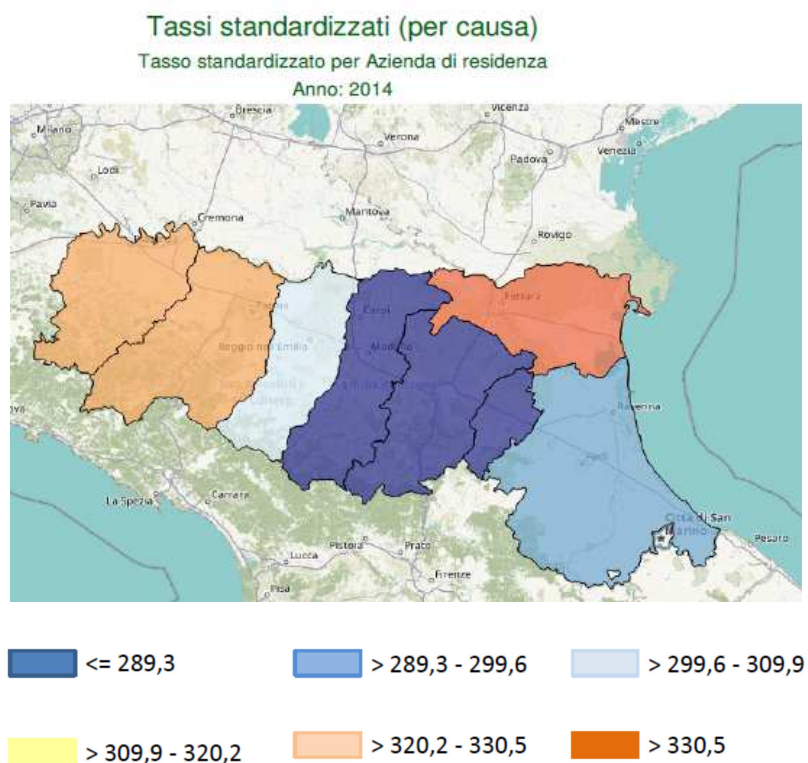 Tassi standardizzati (per causa)
Tasso standardizzato per Azienda di residenza
Anno: 2014
Brescia
Vicenza
Milano
Verona
Mestre
Padova
Venezia
Lodi
Pavia
Cremona
Mantova
Rovigo
Ferrara
Carpi
Reggio nell'Emilia
Modena
Ravenna
La Spezia
Carrara
Città di San
Marino
Pesaro
Pistoia
Prato
Lucca
Firenze
Pisa
<= 289,3
> 289,3 - 299,6
> 299,6 - 309,9
> 309,9 - 320,2
> 320,2 - 330,5
> 330,5